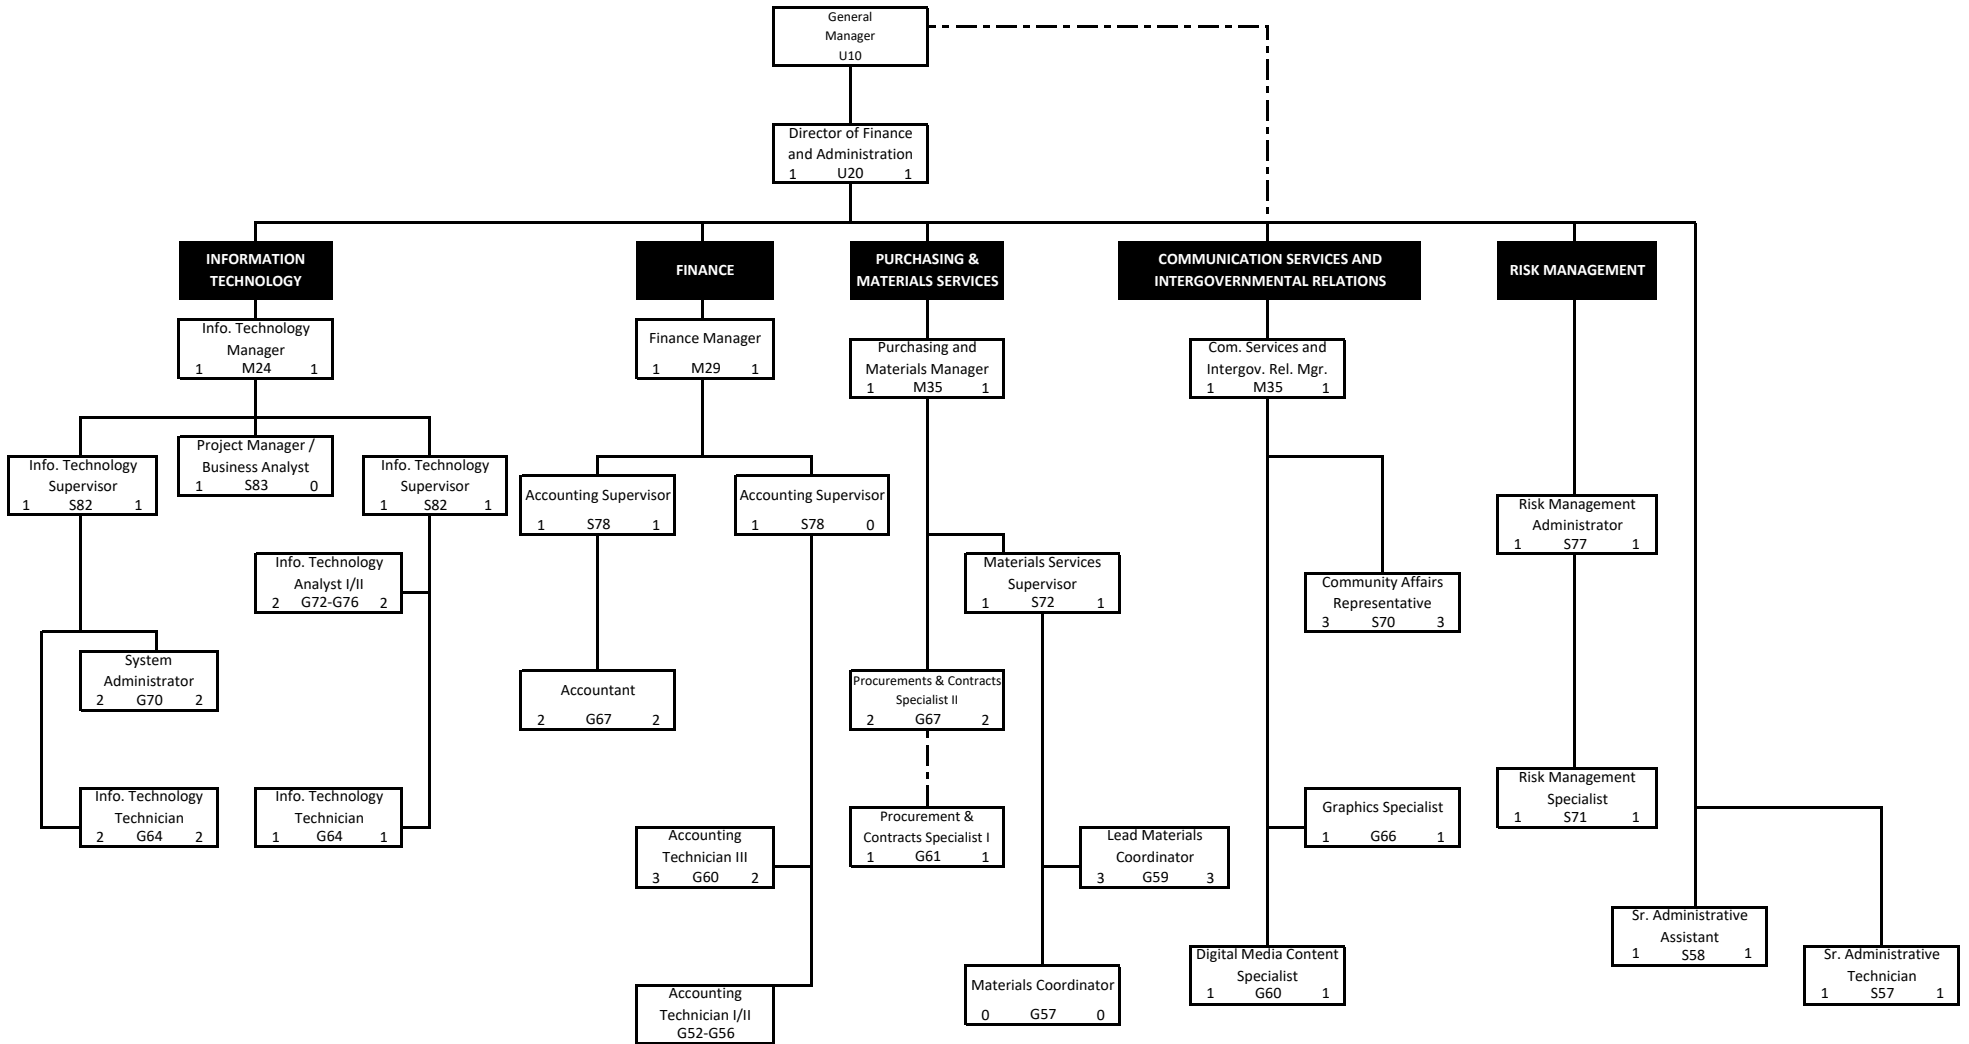 General
Manager
U10
Director of Finance
and Administration
1 U20 1
INFORMATION
TECHNOLOGY
FINANCE
PURCHASING &
MATERIALS SERVICES
COMMUNICATION SERVICES AND
INTERGOVERNMENTAL RELATIONS
RISK MANAGEMENT
Info. Technology
Manager
1 M24 1
Finance Manager
1 M29 1
Purchasing and
Materials Manager
1 M35 1
Com. Services and
Intergov. Rel. Mgr.
1 M35 1
Info. Technology
Supervisor
1 S82 1
Project Manager /
Business Analyst
1 S83 0
Info. Technology
Supervisor
1 S82 1
Accounting Supervisor
1 S78 1
Accounting Supervisor
1 S78 0
Risk Management
Administrator
1 S77 1
Info. Technology
Analyst I/II
2 G72-G76 2
Materials Services
Supervisor
1 S72 1
Community Affairs
Representative
3 S70 3
System
Administrator
2 G70 2
Accountant
2 G67 2
Procurements & Contracts
Specialist II
2 G67 2
Info. Technology
Technician
2 G64 2
Info. Technology
Technician
1 G64 1
Procurement &
Contracts Specialist I
1 G61 1
Graphics Specialist
1 G66 1
Risk Management
Specialist
1 S71 1
Accounting
Technician III
3 G60 2
Lead Materials
Coordinator
3 G59 3
Sr. Administrative
Assistant
1 S58 1
Digital Media Content
Specialist
1 G60 1
Sr. Administrative
Technician
1 S57 1
Materials Coordinator
0 G57 0
Accounting
Technician I/II
G52-G56